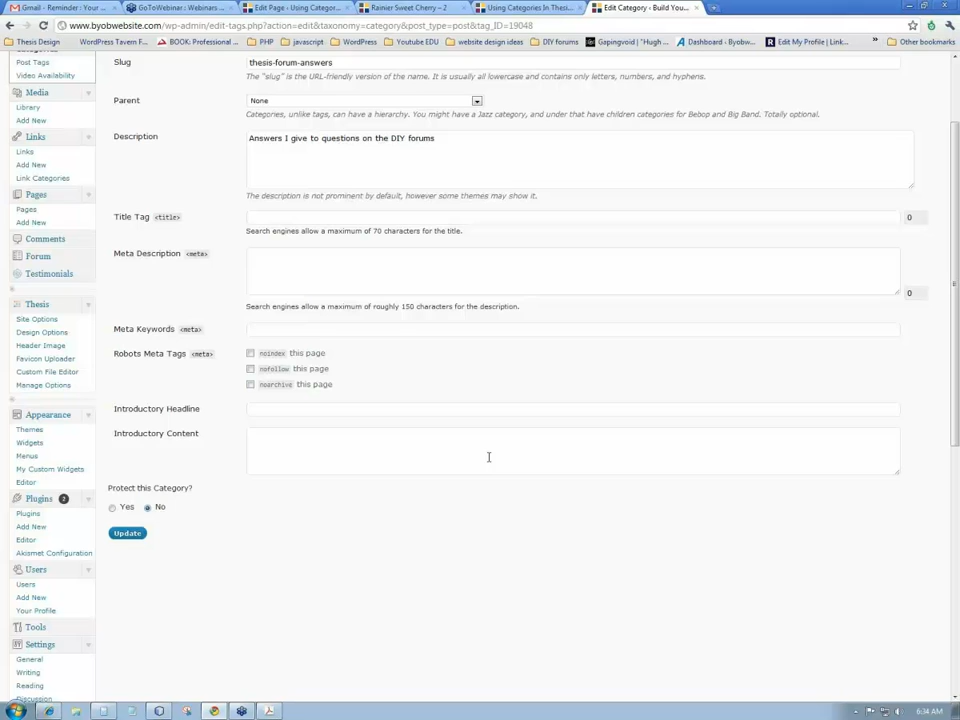 Gmail - Reminder : Your ...
GoToWebinar : Webinars ...
Edit Page ‹ Using Categor...
Rainier Sweet Cherry – 2 ...
Using Categories In Thesi...
Edit Category ‹ Build You...
www.byobwebsite.com/wp-admin/edit-tags.php?action=edit&taxonomy=category&post_type=post&tag_ID=19048
Thesis Design
WordPress Tavern F...
BOOK: Professional ...
PHP
javascript
WordPress
Youtube EDU
website design ideas
DIY forums
Gapingvoid | "Hugh ...
Dashboard ‹ Byobw...
Edit My Profile | Link...
»
Other bookmarks
Post Tags
Video Availability
Media
Library
Add New
Links
Links
Add New
Link Categories
Pages
Pages
Add New
Comments
Forum
Testimonials
Thesis
Site Options
Design Options
Header Image
Favicon Uploader
Custom File Editor
Manage Options
Appearance
Themes
Widgets
Menus
My Custom Widgets
Editor
Plugins 2
Plugins
Add New
Editor
Akismet Configuration
Users
Users
Add New
Your Profile
Tools
Settings
General
Writing
Reading
Discussion
Slug
thesis-forum-answers
The "slug" is the URL-friendly version of the name. It is usually all lowercase and contains only letters, numbers, and hyphens.
Parent
None
Categories, unlike tags, can have a hierarchy. You might have a Jazz category, and under that have children categories for Bebop and Big Band. Totally optional.
Description
Answers I give to questions on the DIY forums
The description is not prominent by default, however some themes may show it.
Title Tag <title>
0
Search engines allow a maximum of 70 characters for the title.
Meta Description <meta>
0
Search engines allow a maximum of roughly 150 characters for the description.
Meta Keywords <meta>
Robots Meta Tags <meta>
noindex this page
nofollow this page
noarchive this page
Introductory Headline
Introductory Content
Protect this Category?
Yes No
Update
6:34 AM